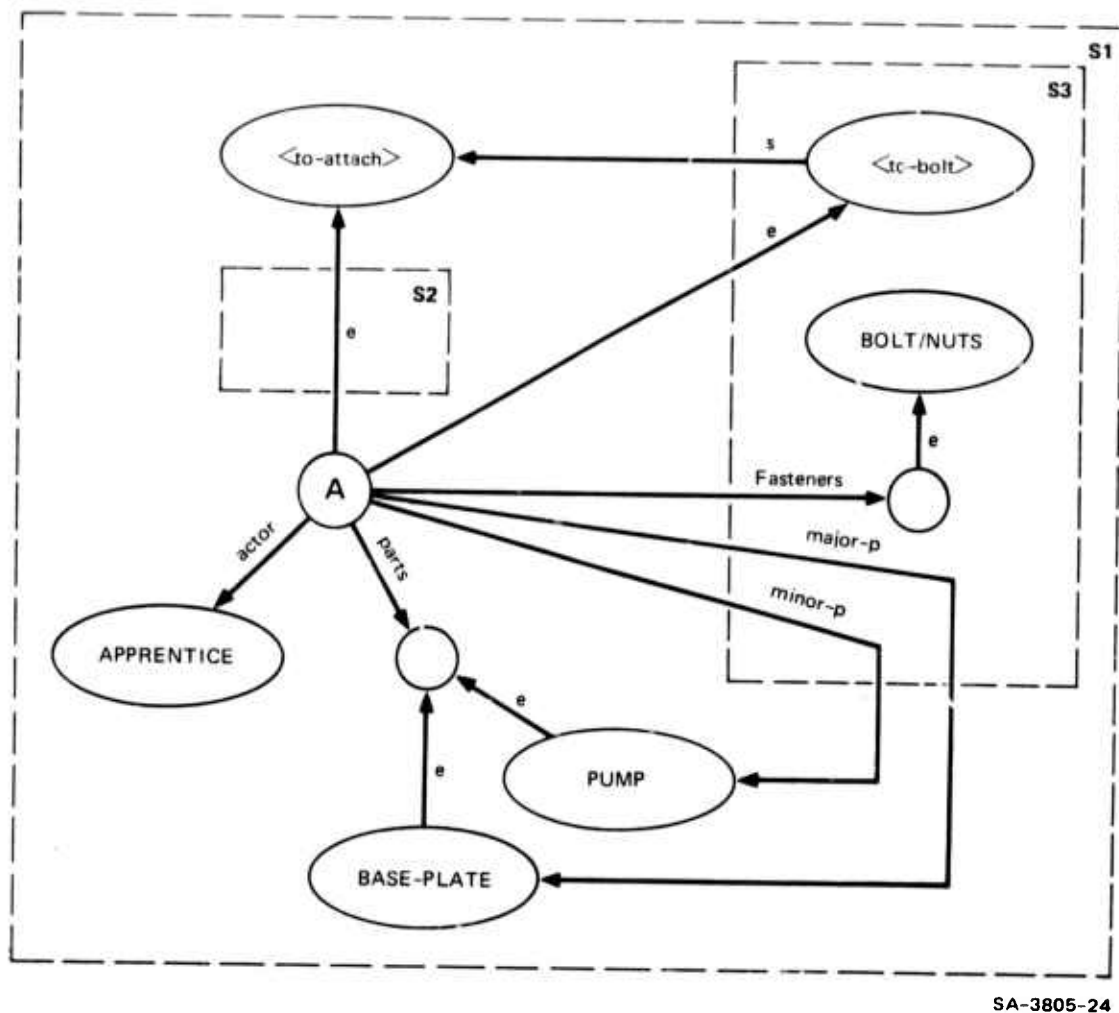 S1
S3
<to-attach>
s
<tc-bolt>
e
S2
e
BOLT/NUTS
e
A
Fasteners
major-p
actor
parts
minor-p
APPRENTICE
e
PUMP
e
BASE-PLATE
SA-3805-24